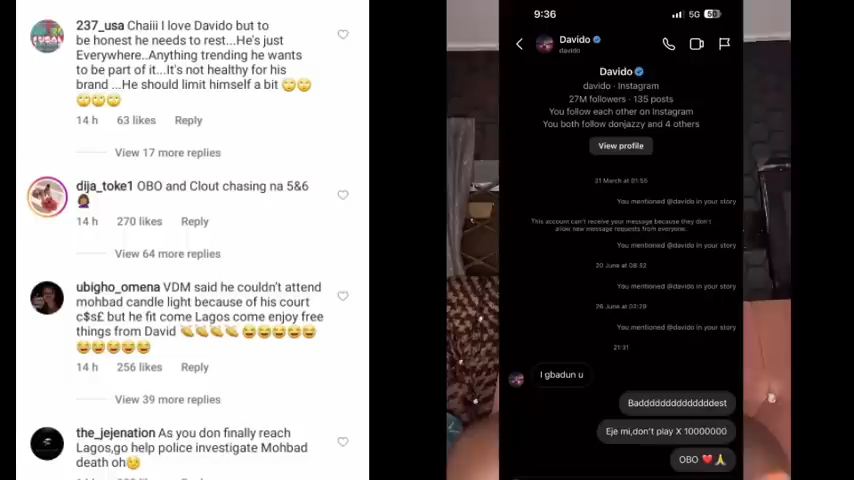 237_usa Chaiii I love Davido but to
be honest he needs to rest...He's just
Everywhere..Anything trending he wants
to be part of it...It's not healthy for his
brand ...He should limit himself a bit 🙄🙄
🙄🙄🙄
14 h 63 likes Reply
View 17 more replies
dija_toke1 OBO and Clout chasing na 5&6
🤦🏾‍♀️
14 h 270 likes Reply
View 64 more replies
ubigho_omena VDM said he couldn't attend
mohbad candle light because of his court
c$s£ but he fit come Lagos come enjoy free
things from David 👏👏👏👏😂😂😂😂😂
😂😂😂😂😂
14 h 256 likes Reply
View 39 more replies
the_jejenation As you don finally reach
Lagos,go help police investigate Mohbad
death oh😏
9:36
5G 50
Davido
davido
Davido
davido · Instagram
27M followers · 135 posts
You follow each other on Instagram
You both follow donjazzy and 4 others
View profile
21 March at 01:55
You mentioned @davido in your story
This account can't receive your message because they don't
allow new message requests from everyone.
You mentioned @davido in your story
20 June at 08:32
You mentioned @davido in your story
26 June at 03:29
You mentioned @davido in your story
21:31
I gbadun u
Baddddddddddddddest
Eje mi,don't play X 10000000
OBO ❤️🙏